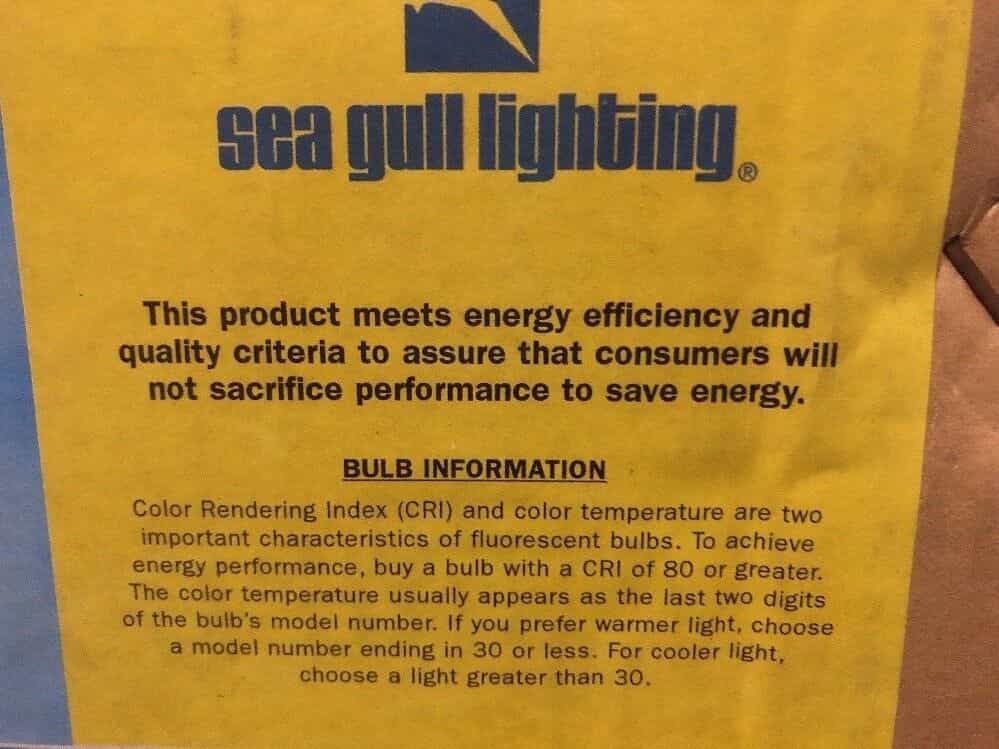 sea gull lighting®
This product meets energy efficiency and
quality criteria to assure that consumers will
not sacrifice performance to save energy.
BULB INFORMATION
Color Rendering Index (CRI) and color temperature are two
important characteristics of fluorescent bulbs. To achieve
energy performance, buy a bulb with a CRI of 80 or greater.
The color temperature usually appears as the last two digits
of the bulb's model number. If you prefer warmer light, choose
a model number ending in 30 or less. For cooler light,
choose a light greater than 30.